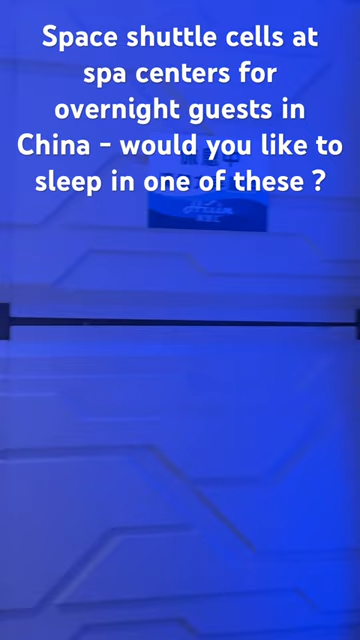 Space shuttle cells at
spa centers for
overnight guests in
China - would you like to
sleep in one of these ?